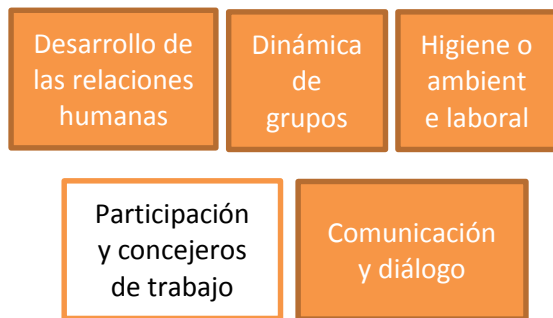 Desarrollo de
las relaciones
humanas
Dinámica
de
grupos
Higiene o
ambient
e laboral
Participación
y concejeros
de trabajo
Comunicación
y diálogo